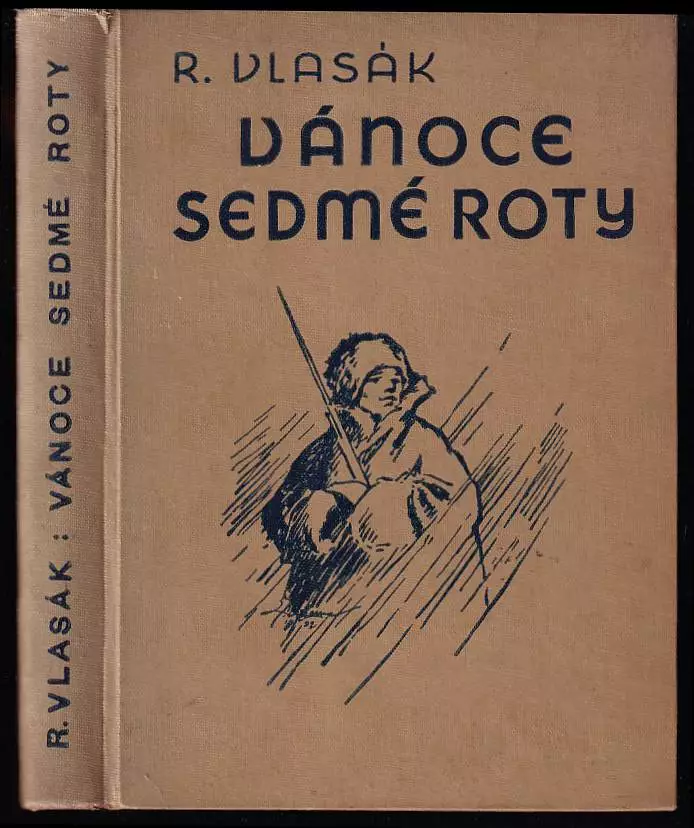 R. VLASÁK : VÁNOCE SEDMÉ ROTY
R. VLASÁK
VÁNOCE
SEDMÉ ROTY